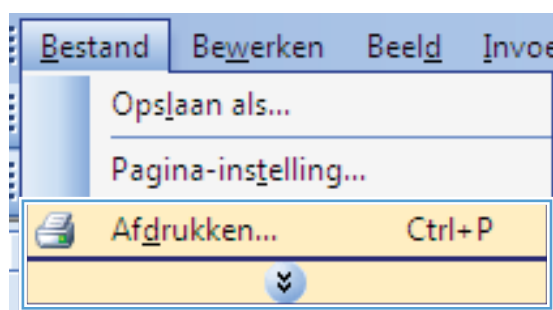 Bestand Bewerken Beeld Invoe
Opslaan als...
Pagina-instelling...
Afdrukken... Ctrl+P